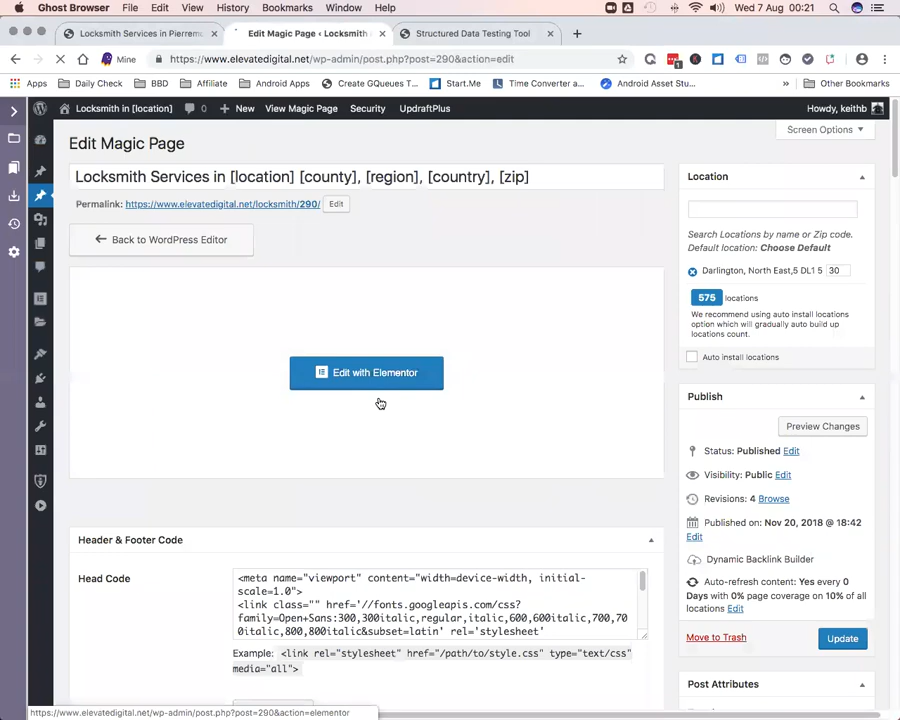 Ghost Browser File Edit View History Bookmarks Window Help
Wed 7 Aug 00:21
Locksmith Services in Pierrem
Edit Magic Page ‹ Locksmith
Structured Data Testing Tool
Mine
https://www.elevatedigital.net/wp-admin/post.php?post=290&action=edit
Apps Daily Check BBD Affiliate Android Apps Create GQueues T... Start.Me Time Converter a... Android Asset Stu... » Other Bookmarks
Locksmith in [location] 0 New View Magic Page Security UpdraftPlus Howdy, keithb
Screen Options
Edit Magic Page
Locksmith Services in [location] [county], [region], [country], [zip]
Permalink: https://www.elevatedigital.net/locksmith/290/ Edit
Back to WordPress Editor
Edit with Elementor
Header & Footer Code
Head Code
<meta name="viewport" content="width=device-width, initial-
scale=1.0">
<link class="" href='//fonts.googleapis.com/css?
family=Open+Sans:300,300italic,regular,italic,600,600italic,700,70
0italic,800,800italic&subset=latin' rel='stylesheet'
Example: <link rel="stylesheet" href="/path/to/style.css" type="text/css"
media="all">
Location
Search Locations by name or Zip code.
Default location: Choose Default
Darlington, North East,5 DL1 5 30
575 locations
We recommend using auto install locations
option which will gradually auto build up
locations count.
Auto install locations
Publish
Preview Changes
Status: Published Edit
Visibility: Public Edit
Revisions: 4 Browse
Published on: Nov 20, 2018 @ 18:42
Edit
Dynamic Backlink Builder
Auto-refresh content: Yes every 0
Days with 0% page coverage on 10% of all
locations Edit
Move to Trash
Update
Post Attributes
https://www.elevatedigital.net/wp-admin/post.php?post=290&action=elementor